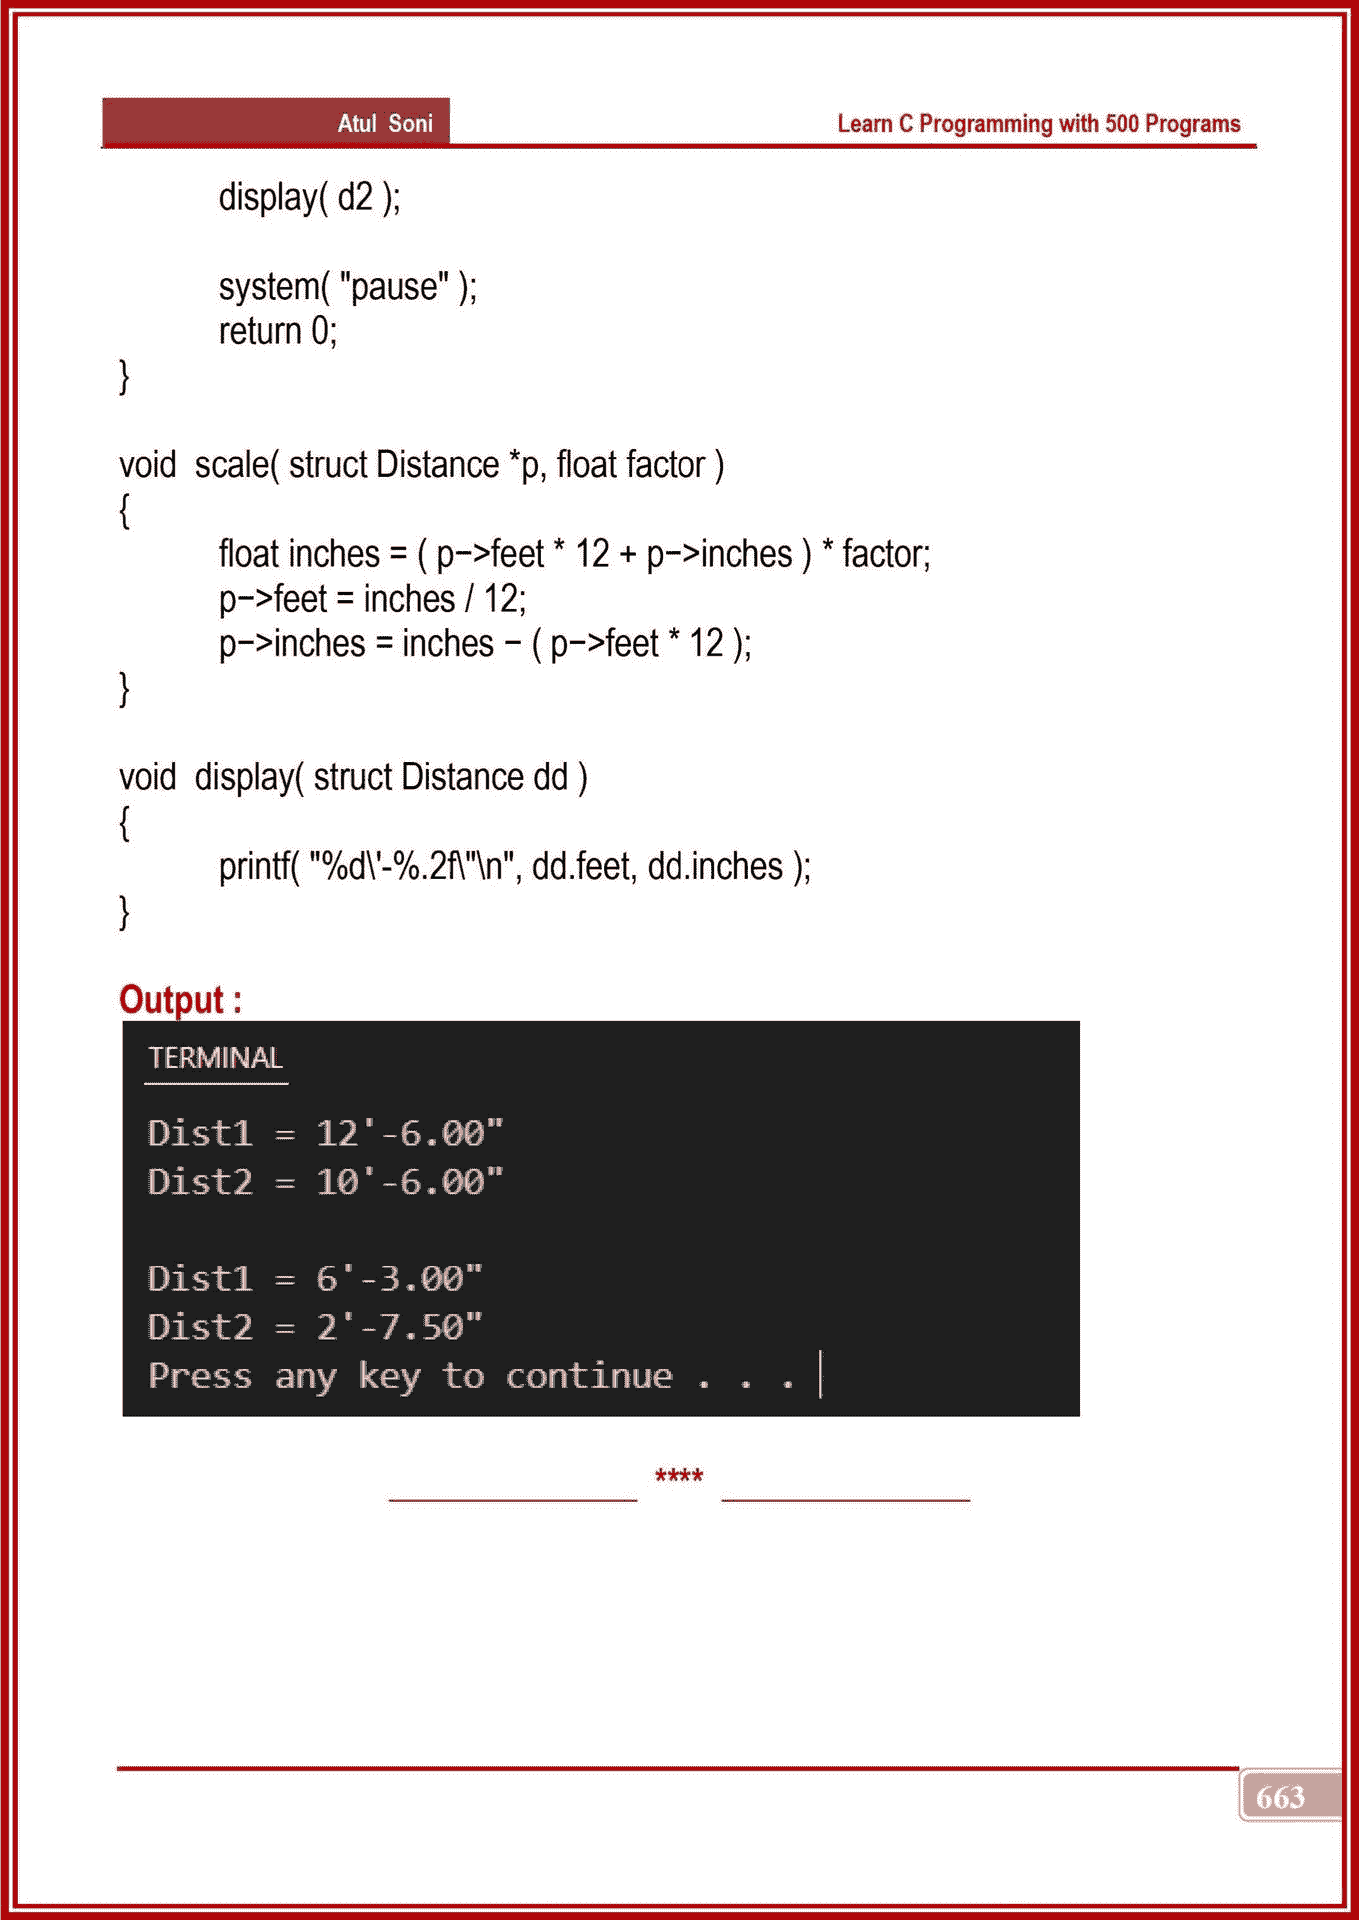 Atul Soni
Learn C Programming with 500 Programs
display( d2 );
system( "pause" );
return 0;
}
void scale( struct Distance *p, float factor )
{
float inches = ( p−>feet * 12 + p−>inches ) * factor;
p−>feet = inches / 12;
p−>inches = inches − ( p−>feet * 12 );
}
void display( struct Distance dd )
{
printf( "%d\'-%.2f\"\n", dd.feet, dd.inches );
}
Output :
TERMINAL
Dist1 = 12'-6.00"
Dist2 = 10'-6.00"
Dist1 = 6'-3.00"
Dist2 = 2'-7.50"
Press any key to continue . . .
****
663